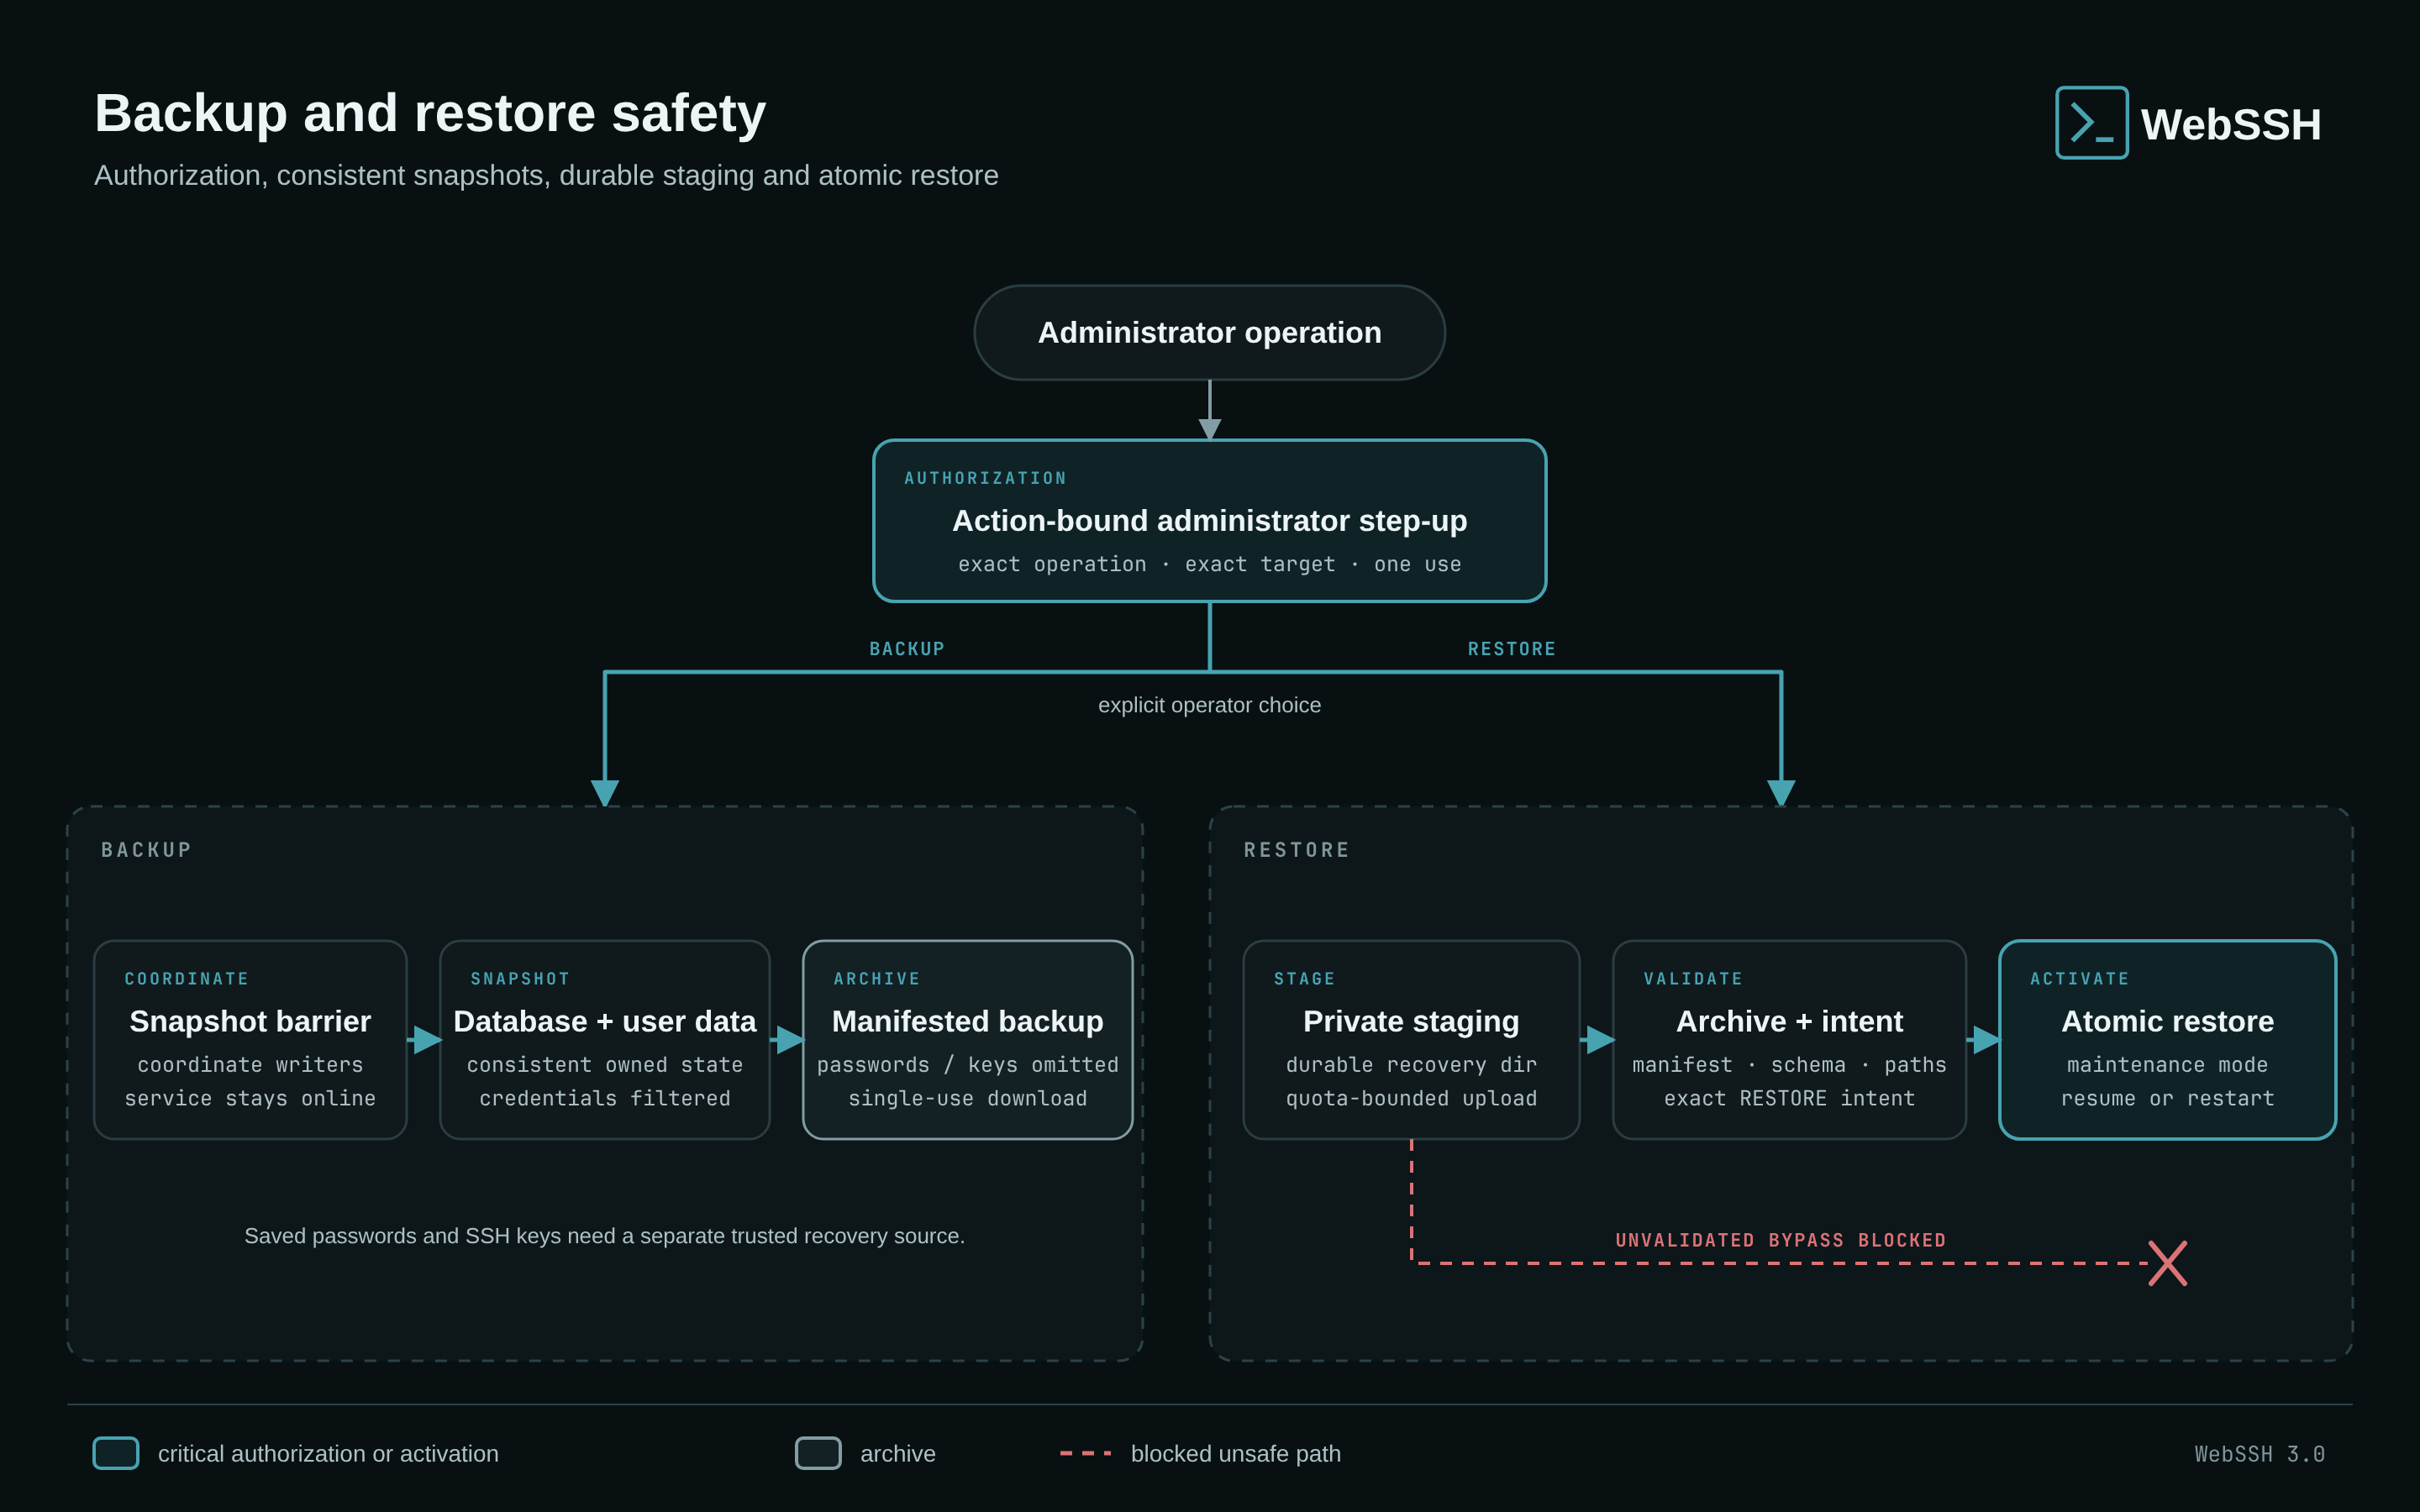 Backup and restore safety
Authorization, consistent snapshots, durable staging and atomic restore
WebSSH
Administrator operation
AUTHORIZATION
Action-bound administrator step-up
exact operation · exact target · one use
BACKUP
RESTORE
explicit operator choice
BACKUP
COORDINATE
Snapshot barrier
coordinate writers
service stays online
SNAPSHOT
Database + user data
consistent owned state
credentials filtered
ARCHIVE
Manifested backup
passwords / keys omitted
single-use download
Saved passwords and SSH keys need a separate trusted recovery source.
RESTORE
STAGE
Private staging
durable recovery dir
quota-bounded upload
VALIDATE
Archive + intent
manifest · schema · paths
exact RESTORE intent
ACTIVATE
Atomic restore
maintenance mode
resume or restart
UNVALIDATED BYPASS BLOCKED
critical authorization or activation
archive
blocked unsafe path
WebSSH 3.0